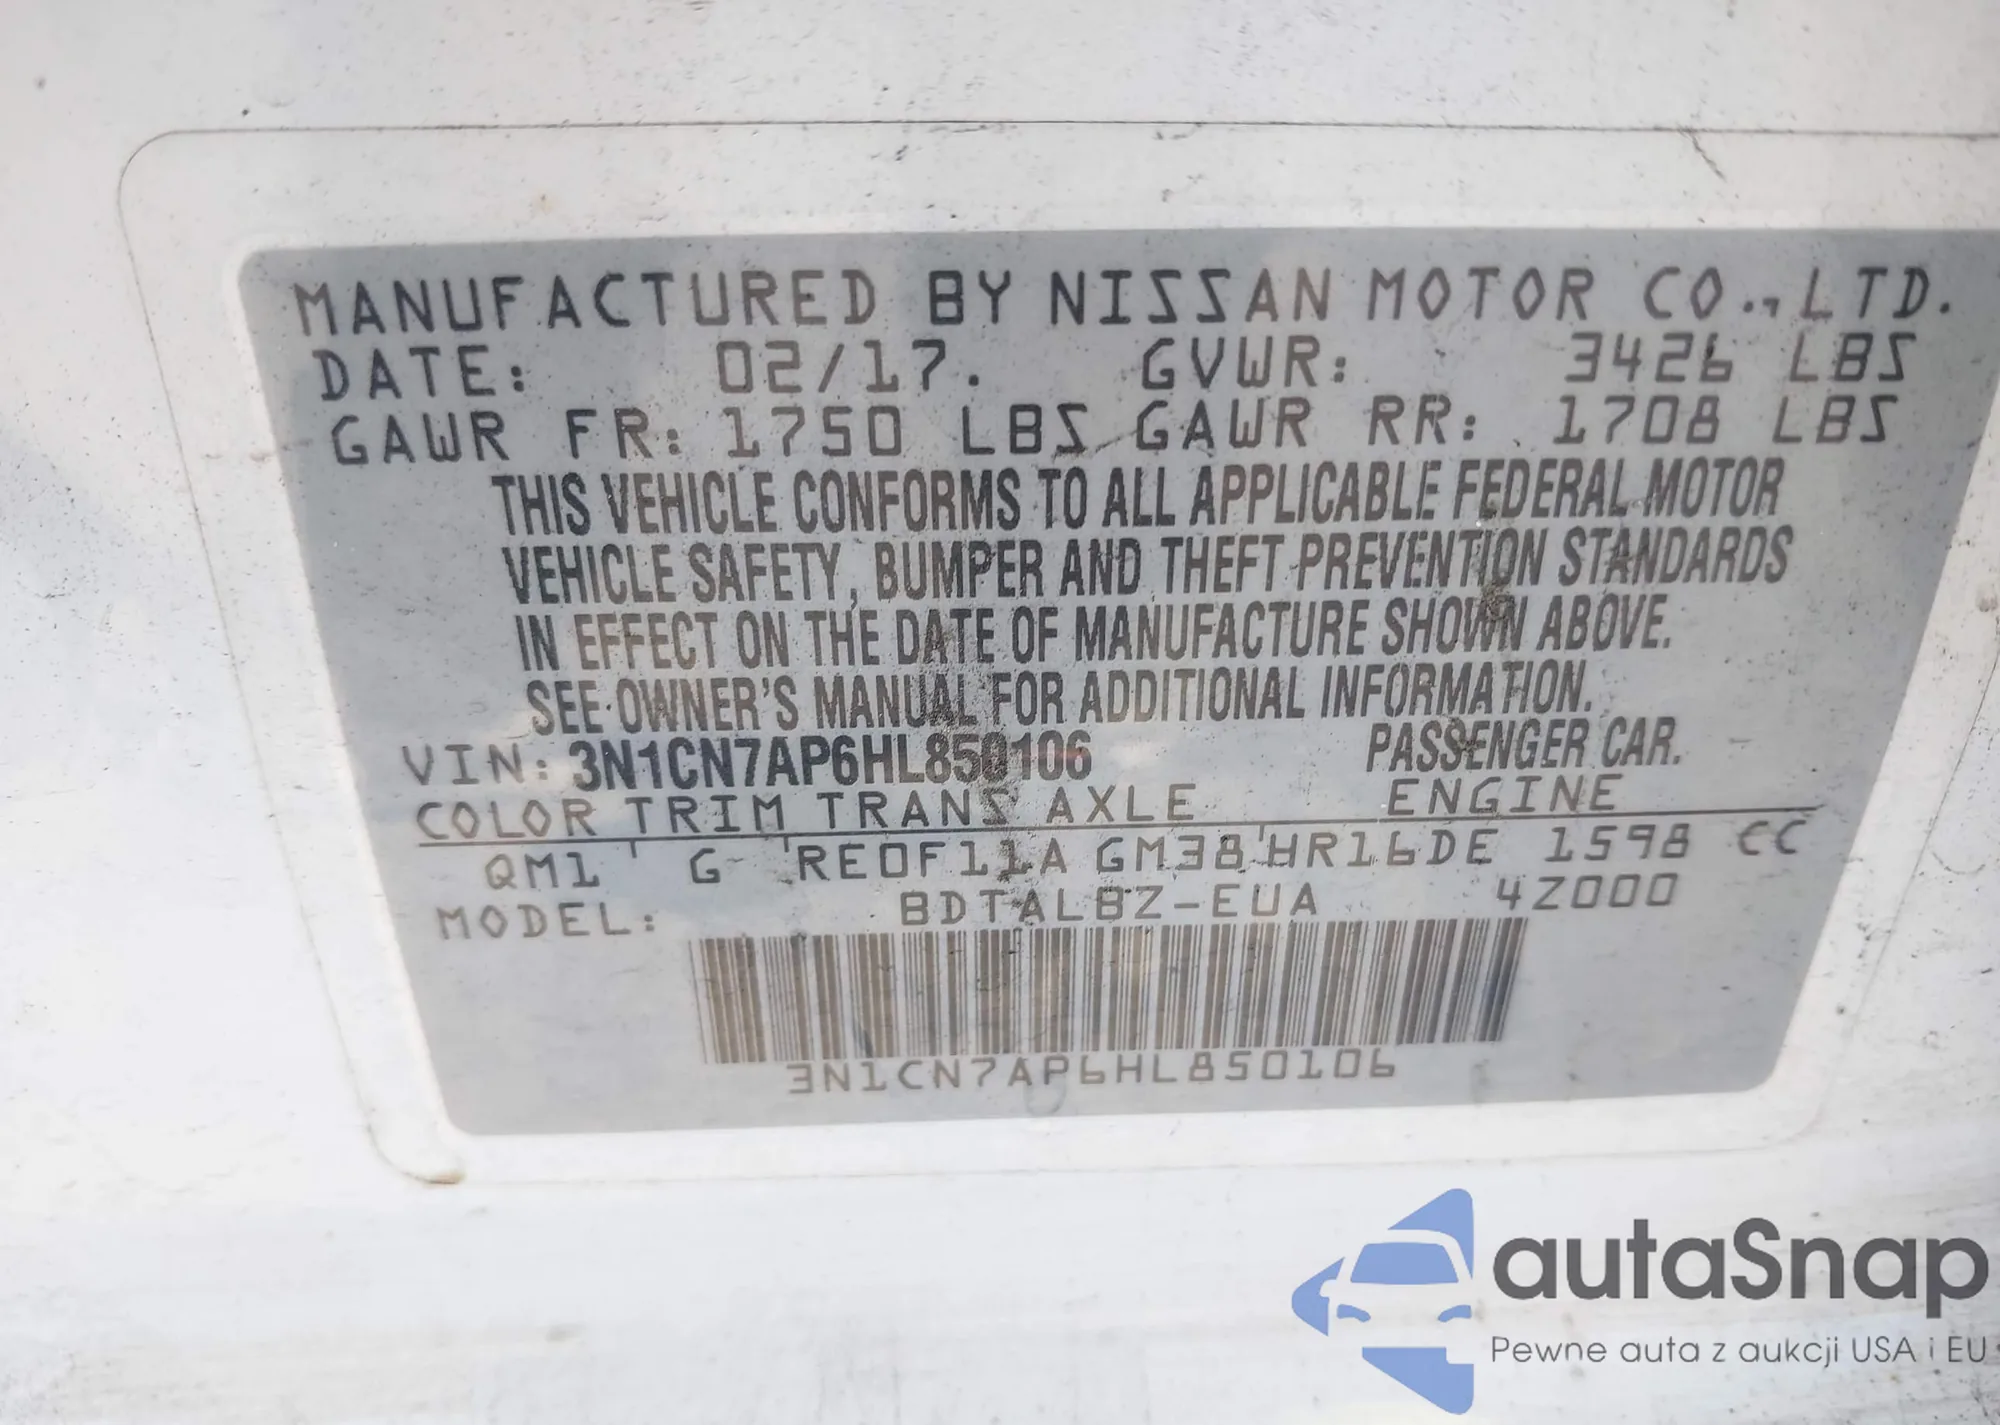 MANUFACTURED BY NISSAN MOTOR CO., LTD.
DATE: 02/17. GVWR: 3426 LBS
GAWR FR: 1750 LBS GAWR RR: 1708 LBS
THIS VEHICLE CONFORMS TO ALL APPLICABLE FEDERAL MOTOR
VEHICLE SAFETY, BUMPER AND THEFT PREVENTION STANDARDS
IN EFFECT ON THE DATE OF MANUFACTURE SHOWN ABOVE.
SEE OWNER'S MANUAL FOR ADDITIONAL INFORMATION.
VIN: 3N1CN7AP6HL850106 PASSENGER CAR.
COLOR TRIM TRANS AXLE ENGINE
QM1 G RE0F11A GM38 HR16DE 1598 CC
MODEL: BDTALBZ-EUA 4Z000
3N1CN7AP6HL850106
autaSnap
Pewne auta z aukcji USA i EU